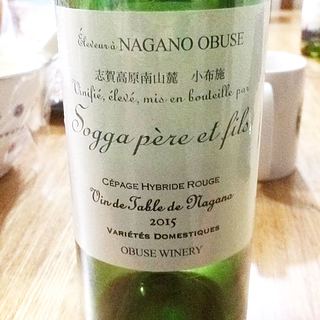 Éleveur à NAGANO OBUSE
志賀高原南山麓 小布施
Vinifié, élevé, mis en bouteille par
Sogga père et fils
CÉPAGE HYBRIDE ROUGE
Vin de Table de Nagano
2015
VARIÉTÉS DOMESTIQUES
OBUSE WINERY